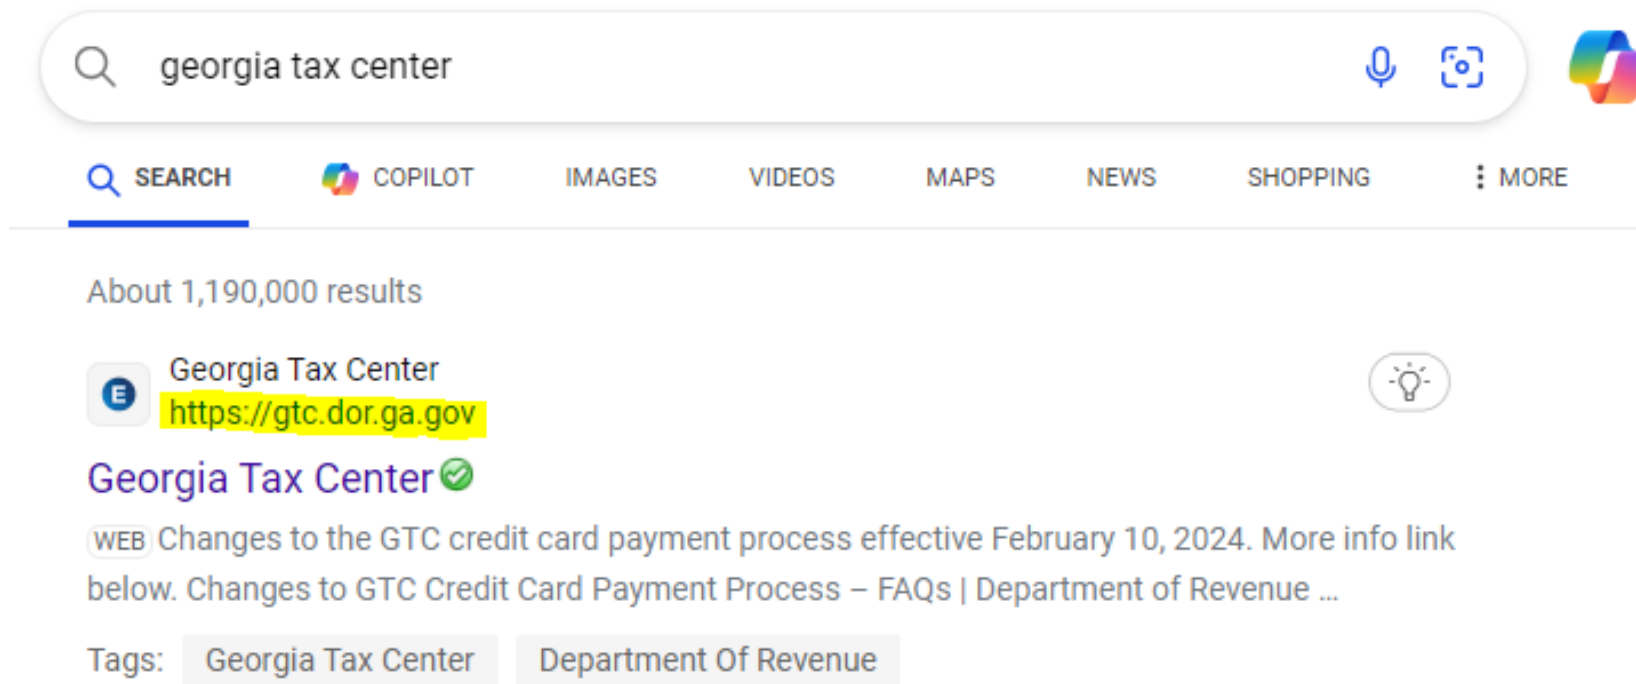 georgia tax center
SEARCH COPILOT IMAGES VIDEOS MAPS NEWS SHOPPING MORE
About 1,190,000 results
Georgia Tax Center
E
https://gtc.dor.ga.gov
Georgia Tax Center
WEB Changes to the GTC credit card payment process effective February 10, 2024. More info link
below. Changes to GTC Credit Card Payment Process – FAQs | Department of Revenue ...
Tags: Georgia Tax Center Department Of Revenue